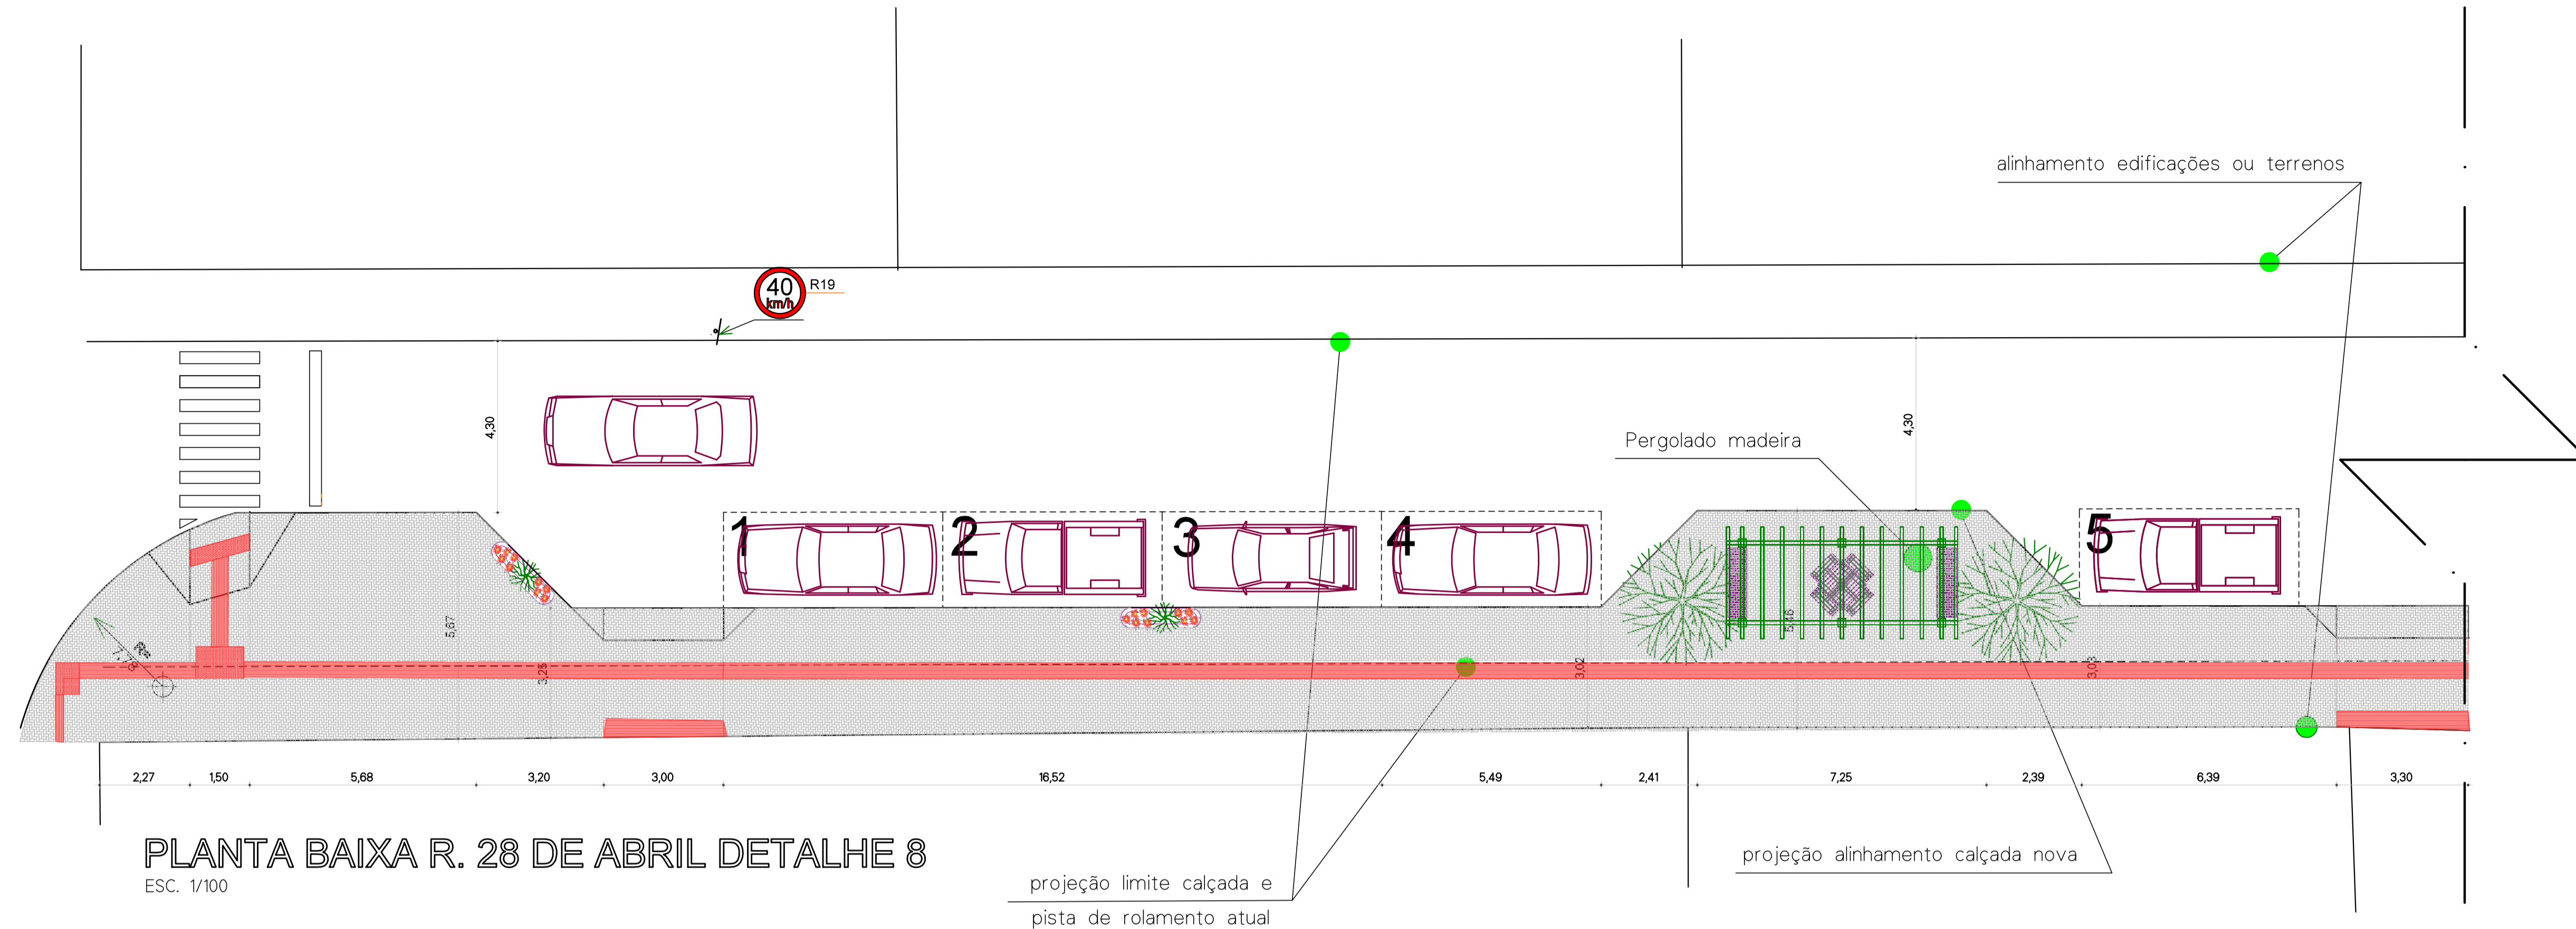 alinhamento edificações ou terrenos
40
km/h
R19
4,30
4,30
Pergolado madeira
1
2
3
4
5
5,67
3,25
3,02
3,03
2,27
1,50
5,68
3,20
3,00
16,52
5,49
2,41
7,25
2,39
6,39
3,30
PLANTA BAIXA R. 28 DE ABRIL DETALHE 8
ESC. 1/100
projeção limite calçada e
pista de rolamento atual
projeção alinhamento calçada nova